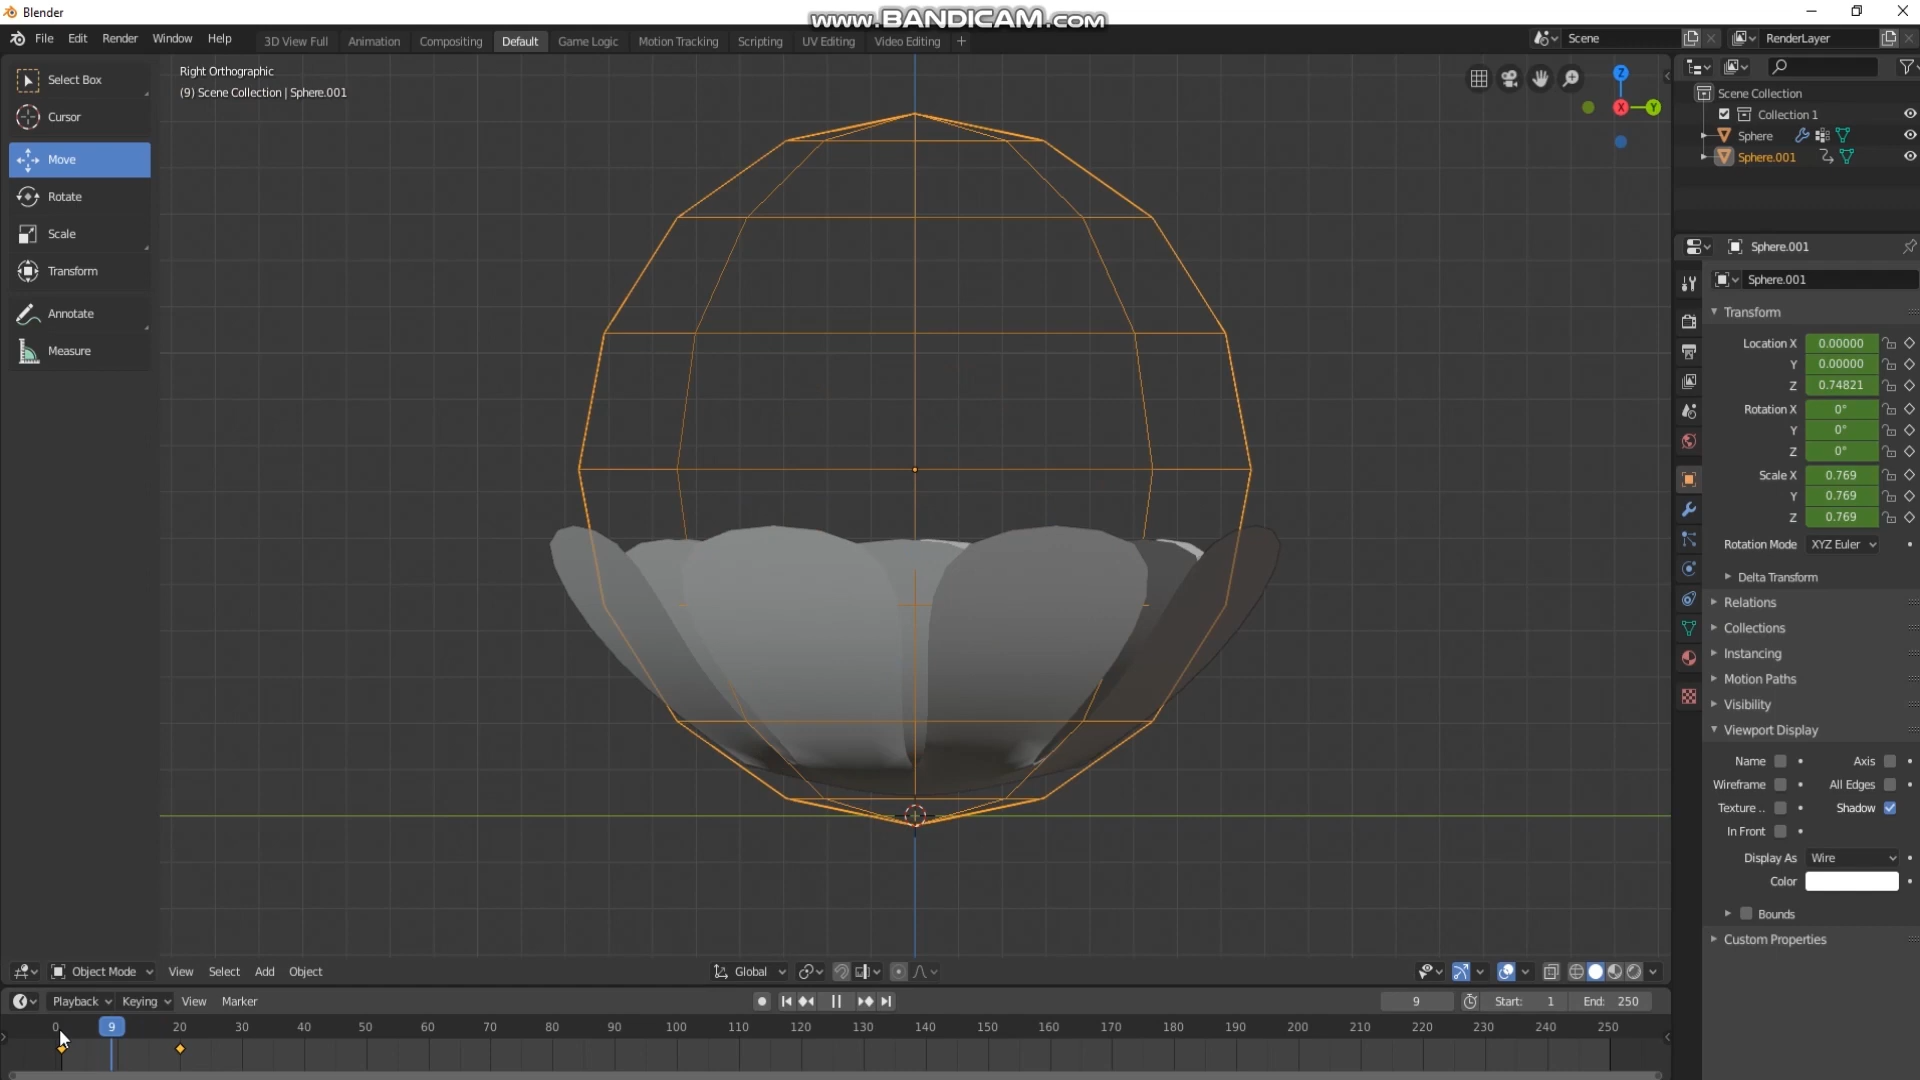 Blender
www.BANDICAM.com
File Edit Render Window Help 3D View Full Animation Compositing Default Game Logic Motion Tracking Scripting UV Editing Video Editing +
Scene
RenderLayer
Select Box
Cursor
Move
Rotate
Scale
Transform
Annotate
Measure
Right Orthographic
(9) Scene Collection | Sphere.001
Z
X
Y
Scene Collection
Collection 1
Sphere
Sphere.001
Sphere.001
Sphere.001
Transform
Location X 0.00000
Y 0.00000
Z 0.74821
Rotation X 0°
Y 0°
Z 0°
Scale X 0.769
Y 0.769
Z 0.769
Rotation Mode XYZ Euler
Delta Transform
Relations
Collections
Instancing
Motion Paths
Visibility
Viewport Display
Name Axis
Wireframe All Edges
Texture .. Shadow
In Front
Display As Wire
Color
Bounds
Custom Properties
Object Mode View Select Add Object Global
Playback Keying View Marker 9 Start: 1 End: 250
0 9 20 30 40 50 60 70 80 90 100 110 120 130 140 150 160 170 180 190 200 210 220 230 240 250